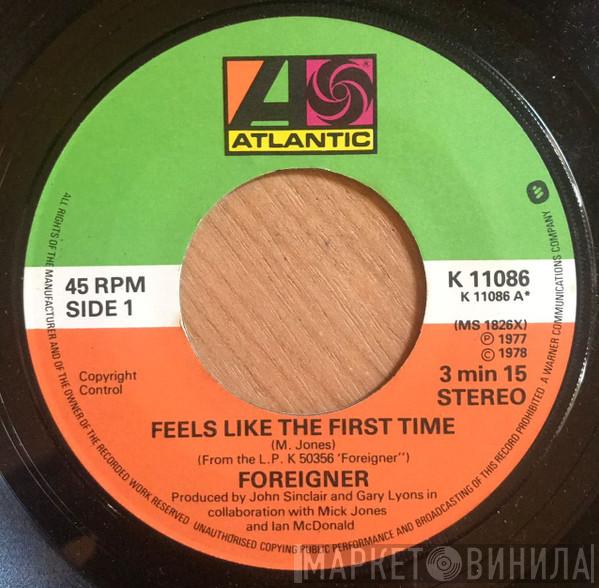 ATLANTIC
45 RPM
SIDE 1
K 11086
K 11086 A*
(MS 1826X)
Ⓟ 1977
© 1978
3 min 15
STEREO
Copyright
Control
FEELS LIKE THE FIRST TIME
(M. Jones)
(From the L.P. K 50356 'Foreigner'')
FOREIGNER
Produced by John Sinclair and Gary Lyons in
collaboration with Mick Jones
and Ian McDonald
ALL RIGHTS OF THE MANUFACTURER AND OF THE OWNER OF THE RECORDED WORK RESERVED UNAUTHORISED COPYING PUBLIC PERFORMANCE AND BROADCASTING OF THIS RECORD PROHIBITED A WARNER COMMUNICATIONS COMPANY
МАРКЕТ ВИНИЛА